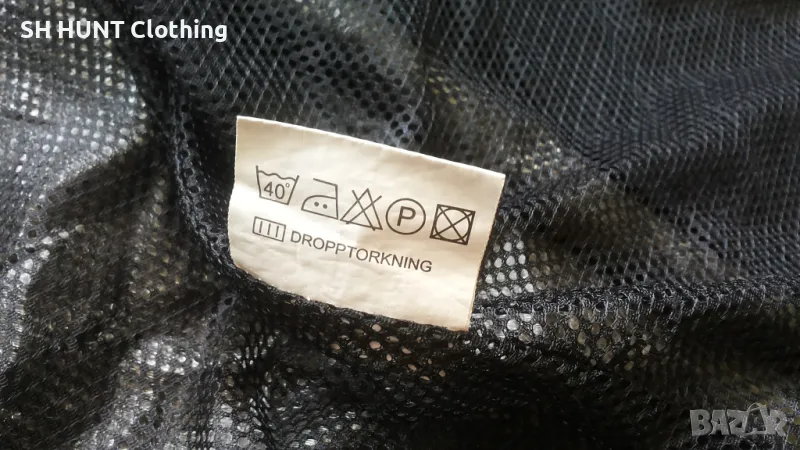 SH HUNT Clothing
40°
P
DROPPTORKNING
BAZAR